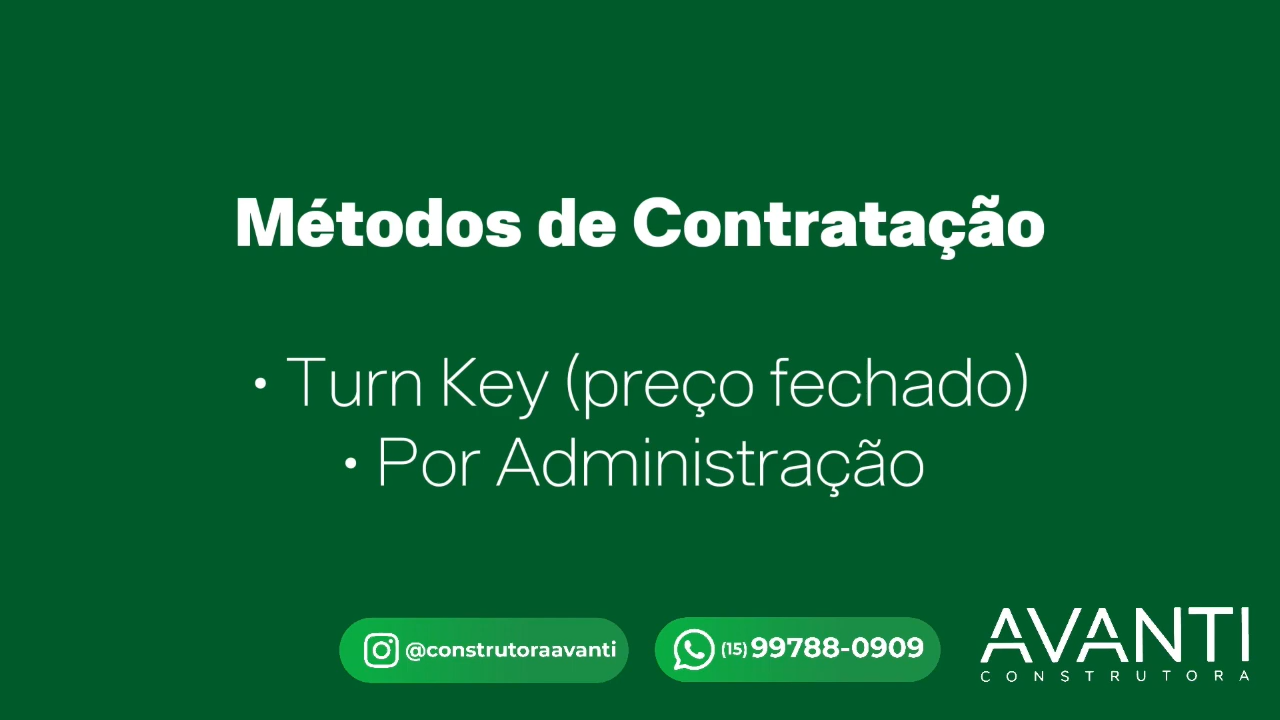 Métodos de Contratação
• Turn Key (preço fechado)
• Por Administração
@construtoraavanti
(15) 99788-0909
AVANTI
CONSTRUTORA